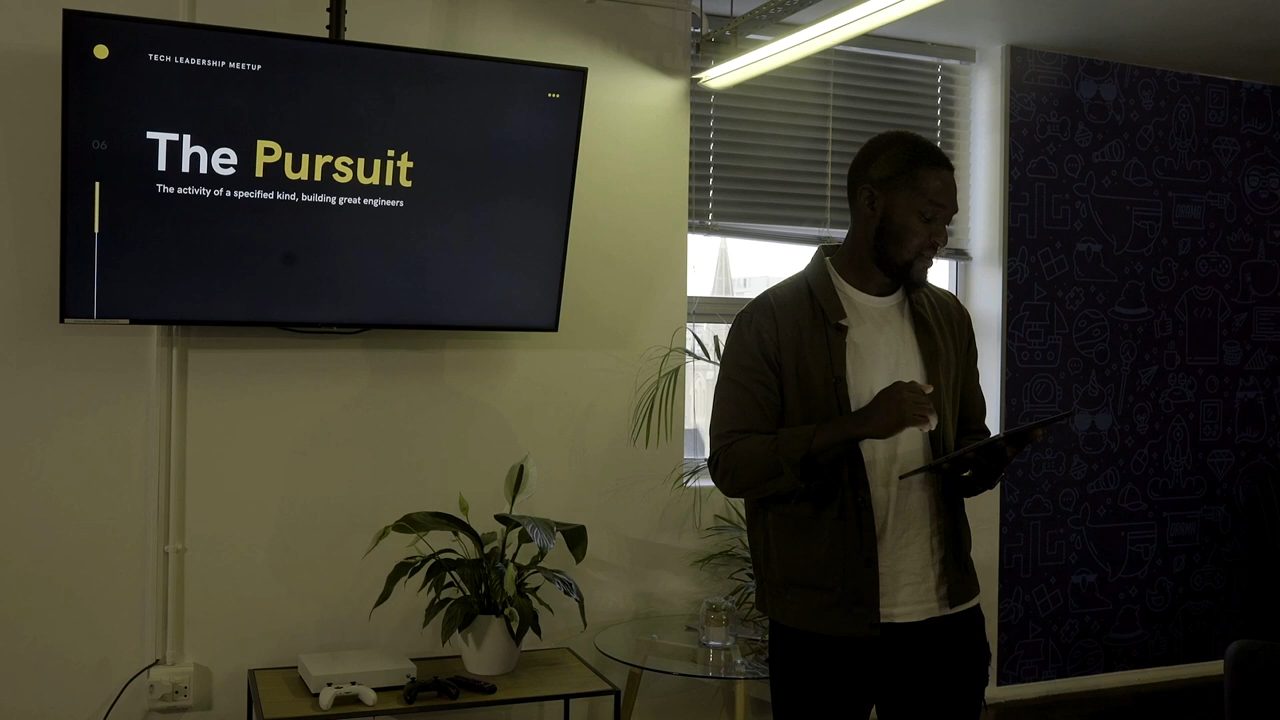 TECH LEADERSHIP MEETUP
06
The Pursuit
The activity of a specified kind, building great engineers